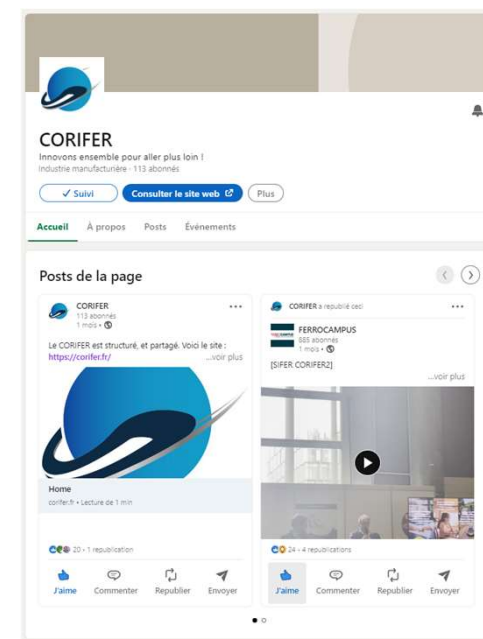 CORIFER
Innovons ensemble pour aller plus loin !
Industrie manufacturière · 113 abonnés
✓ Suivi
Consulter le site web
Plus
Accueil
À propos
Posts
Événements
Posts de la page
CORIFER
113 abonnés
1 mois •
Le CORIFER est structuré, et partagé. Voici le site :
https://corifer.fr/
...voir plus
Home
corifer.fr • Lecture de 1 min
20 · 1 republication
J'aime
Commenter
Republier
Envoyer
CORIFER a republié ceci
FERROCAMPUS
885 abonnés
1 mois •
[SIFER CORIFER2]
...voir plus
24 · 4 republications
J'aime
Commenter
Republier
Envoyer